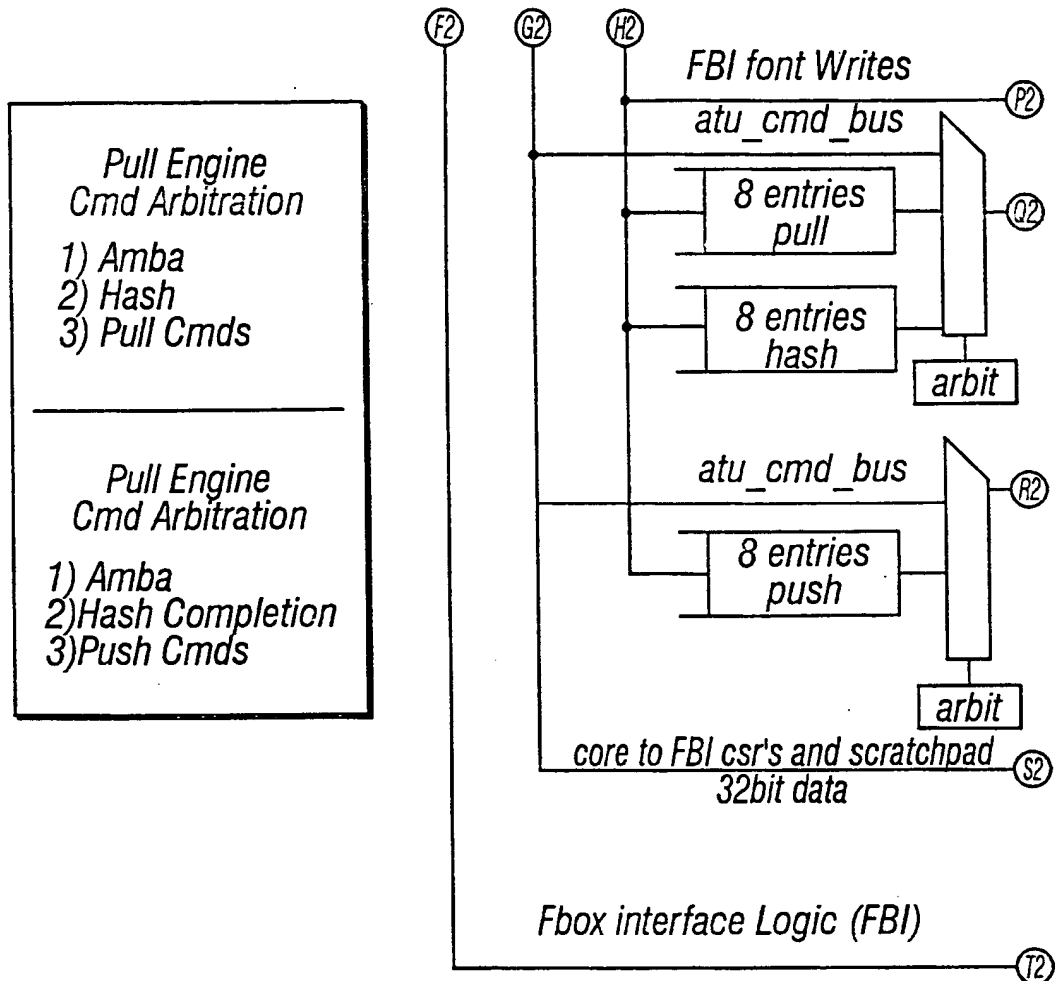 F2 G2 H2
FBI font Writes
P2
atu_cmd_bus
8 entries
pull
Q2
8 entries
hash
arbit
atu_cmd_bus
R2
8 entries
push
arbit
core to FBI csr's and scratchpad
32bit data
S2
Fbox interface Logic (FBI)
T2
Pull Engine
Cmd Arbitration
1) Amba
2) Hash
3) Pull Cmds
Pull Engine
Cmd Arbitration
1) Amba
2)Hash Completion
3)Push Cmds